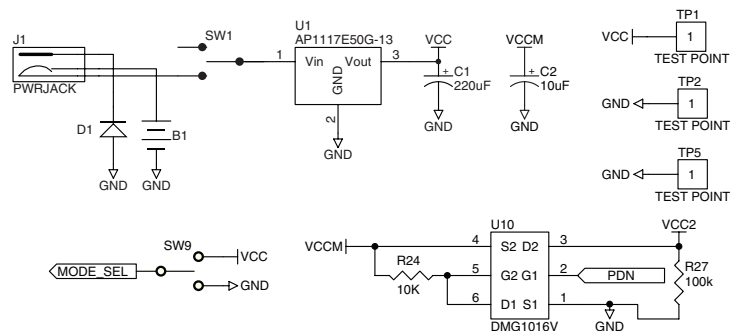 J1
PWRJACK
D1
GND
B1
GND
SW1
U1
AP1117E50G-13
1
Vin
Vout
GND
3
2
GND
VCC
C1
220uF
GND
VCCM
C2
10uF
GND
TP1
VCC
1
TEST POINT
TP2
GND
1
TEST POINT
TP5
GND
1
TEST POINT
MODE_SEL
SW9
VCC
GND
VCCM
R24
10K
U10
4
S2 D2
3
5
G2 G1
2
6
D1 S1
1
DMG1016V
PDN
GND
VCC2
R27
100k